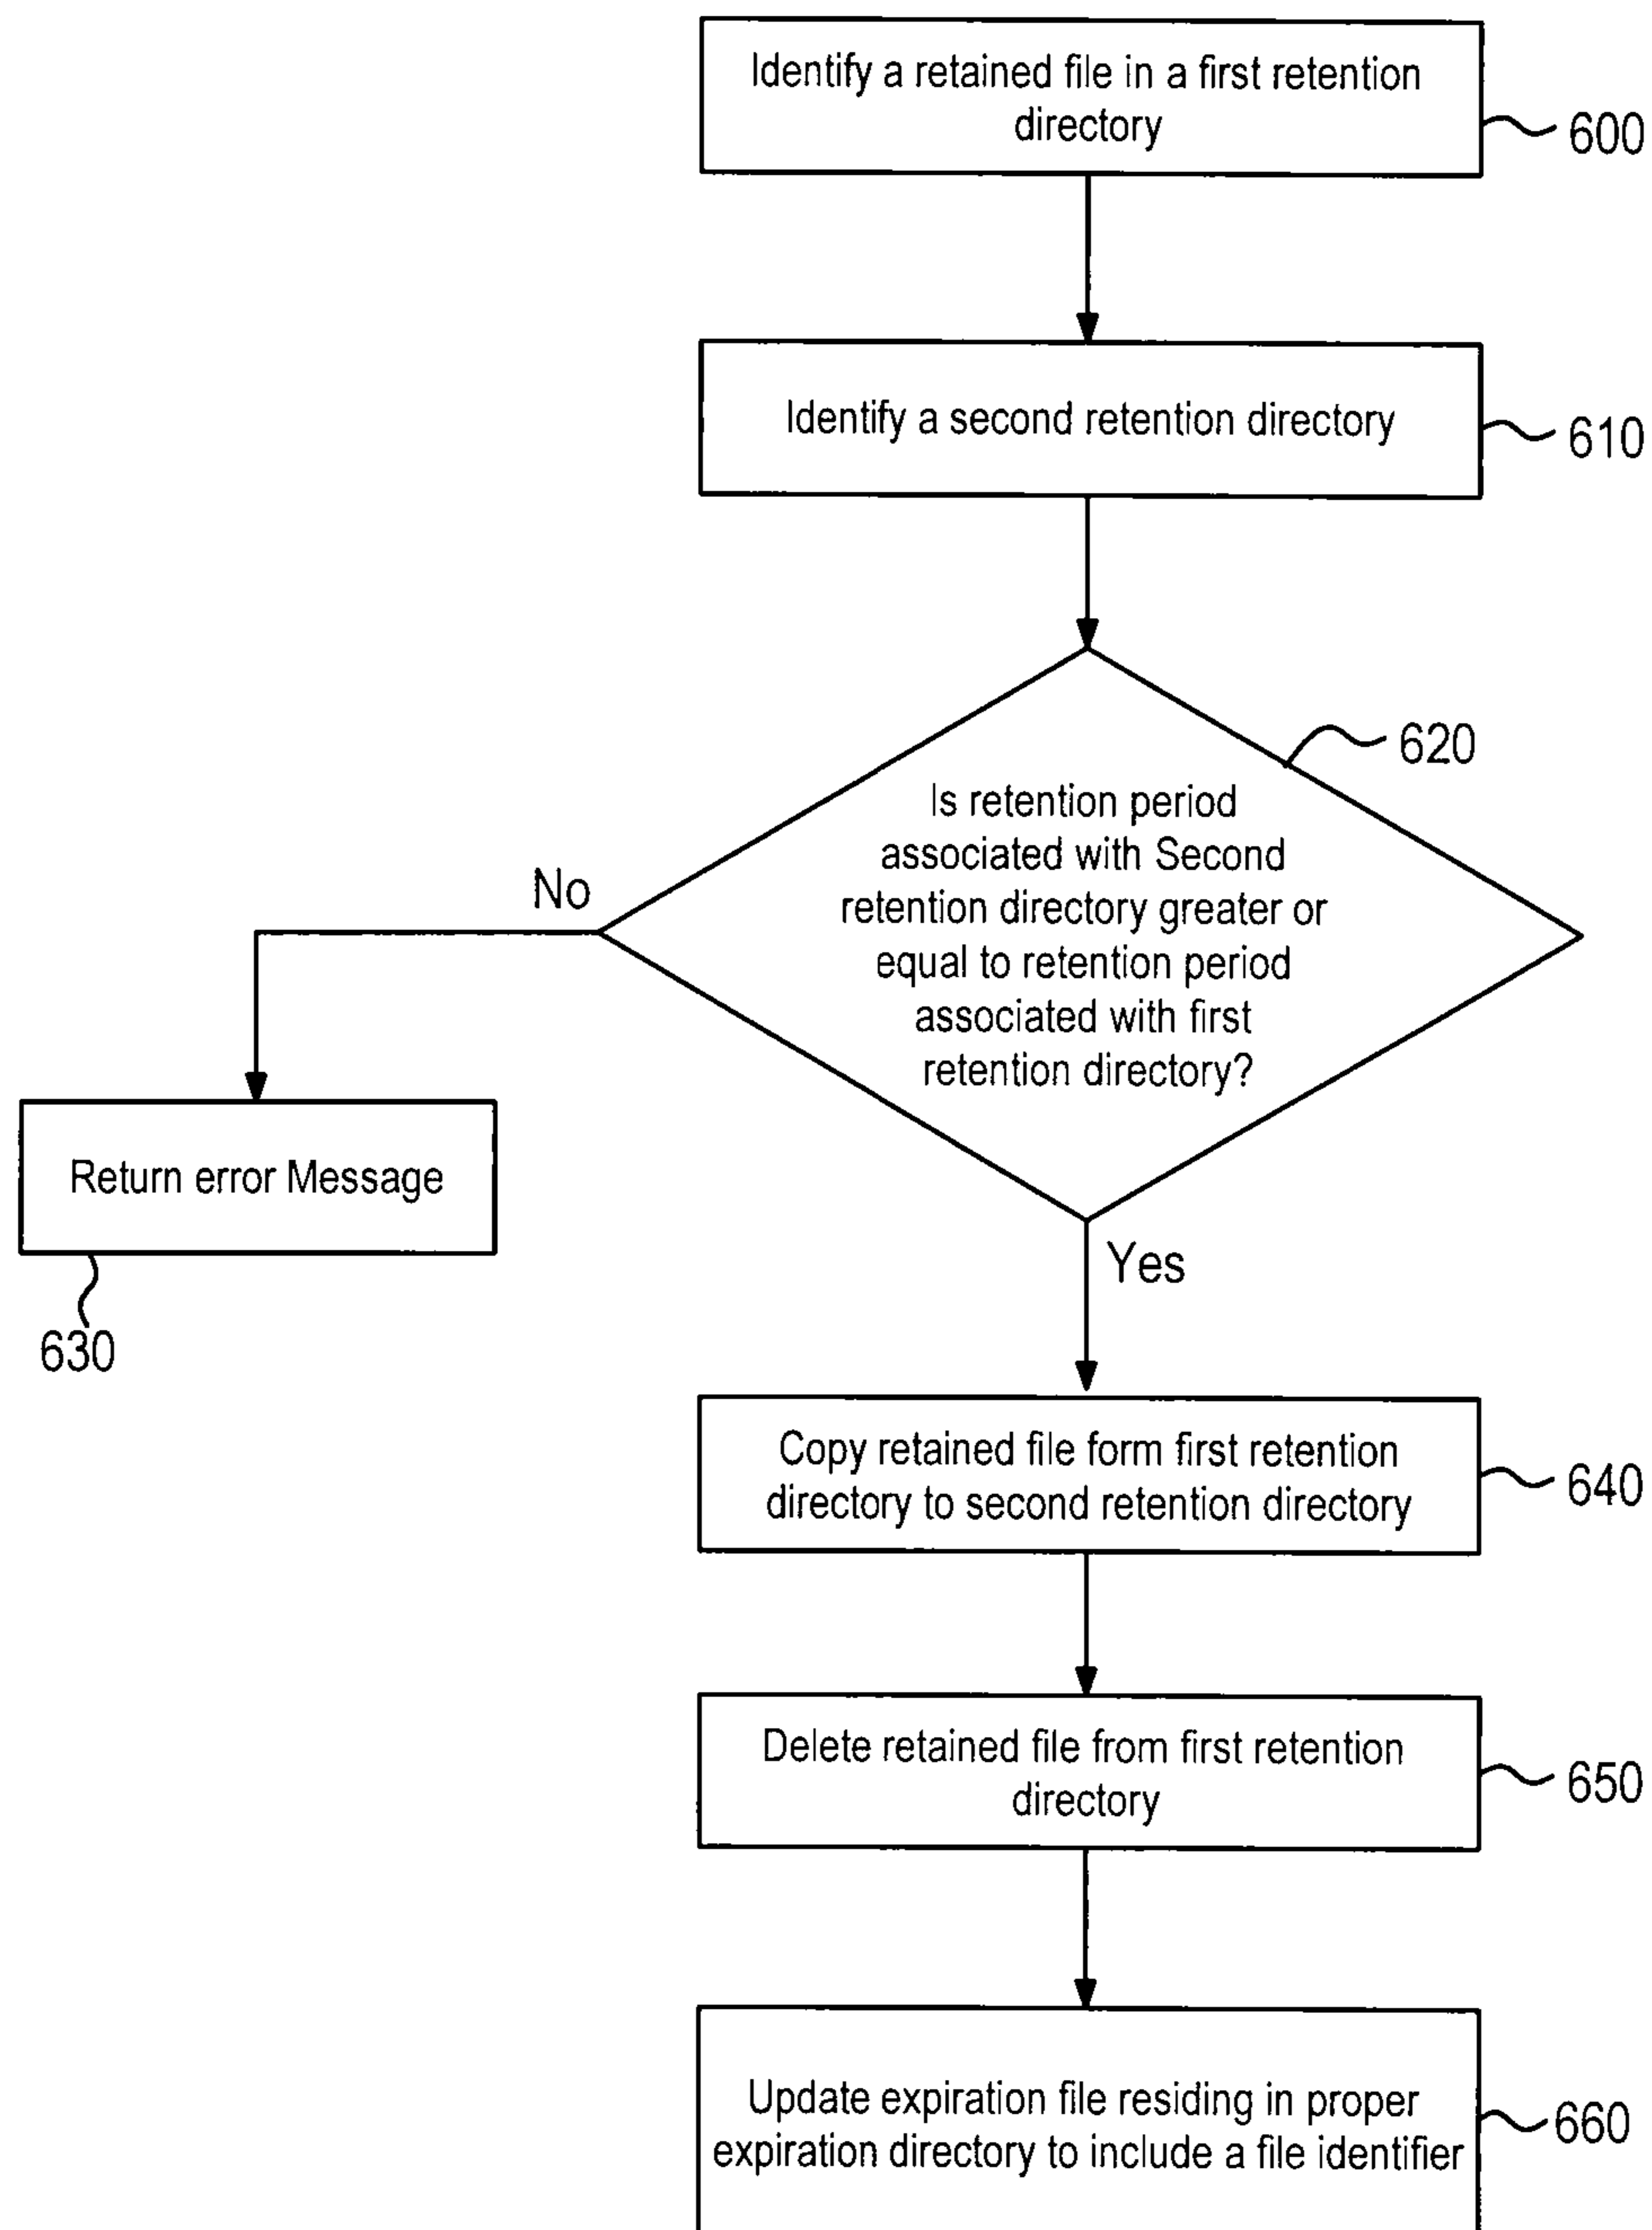 Identify a retained file in a first retention
directory
600
Identify a second retention directory
610
620
Is retention period
associated with Second
retention directory greater or
equal to retention period
associated with first
retention directory?
No
Return error Message
630
Yes
Copy retained file form first retention
directory to second retention directory
640
Delete retained file from first retention
directory
650
Update expiration file residing in proper
expiration directory to include a file identifier
660